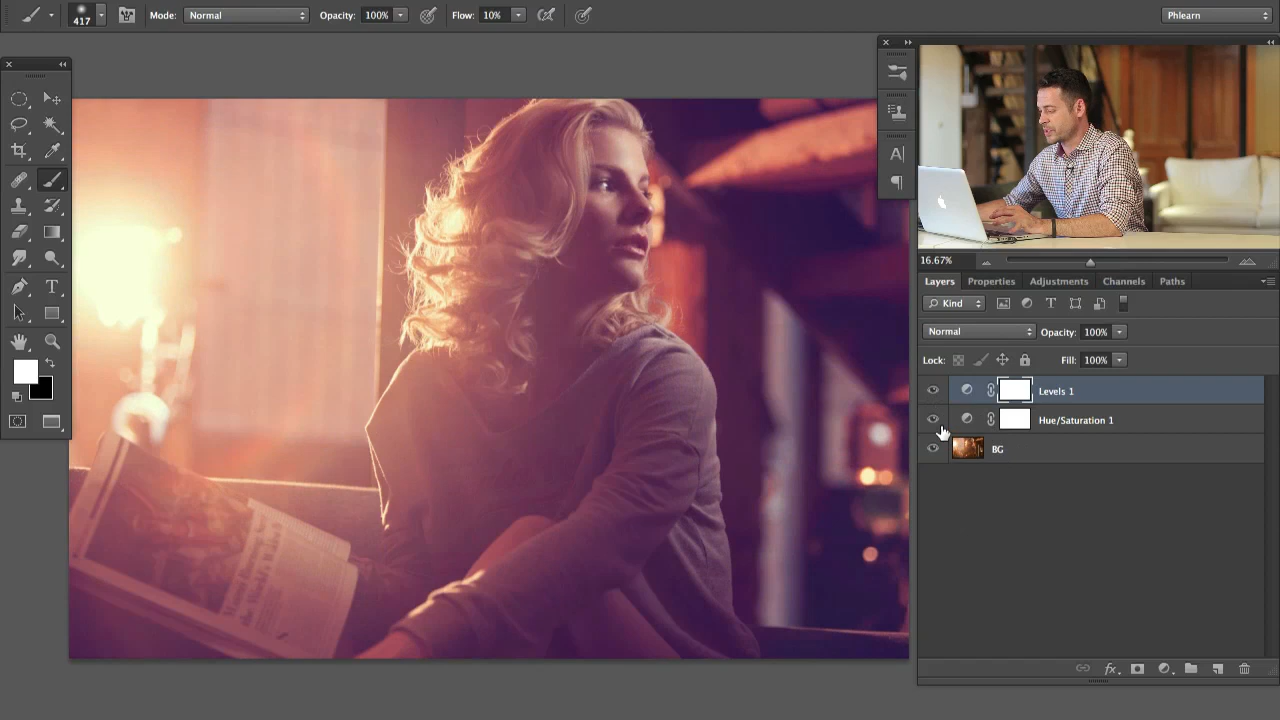 417
Mode: Normal
Opacity: 100%
Flow: 10%
Phlearn
16.67%
Layers
Properties
Adjustments
Channels
Paths
Kind
Normal
Opacity: 100%
Lock:
Fill: 100%
Levels 1
Hue/Saturation 1
BG
fx